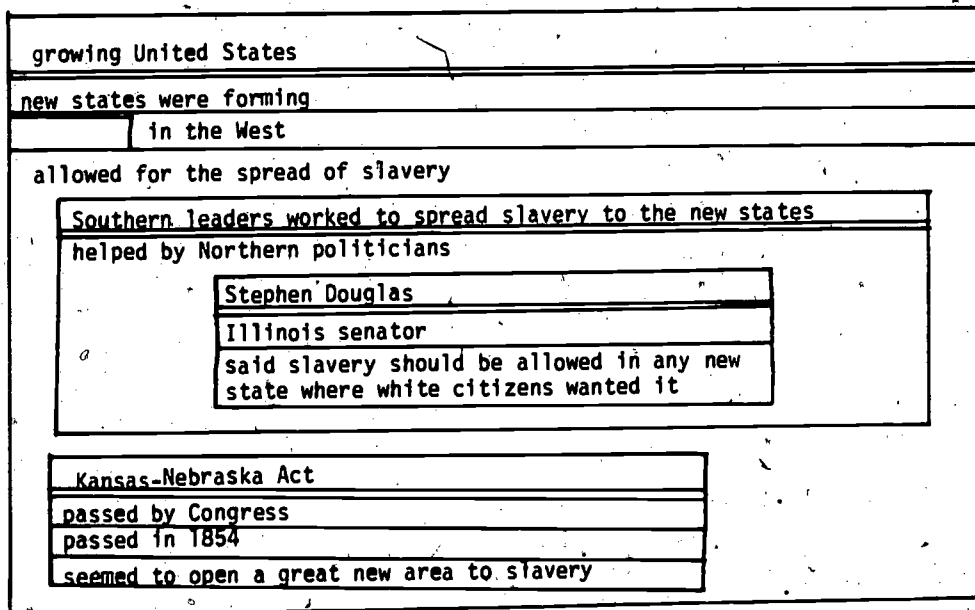 growing United States
new states were forming
in the West
allowed for the spread of slavery
Southern leaders worked to spread slavery to the new states
helped by Northern politicians
Stephen Douglas
Illinois senator
said slavery should be allowed in any new
state where white citizens wanted it
Kansas-Nebraska Act
passed by Congress
passed in 1854
seemed to open a great new area to slavery